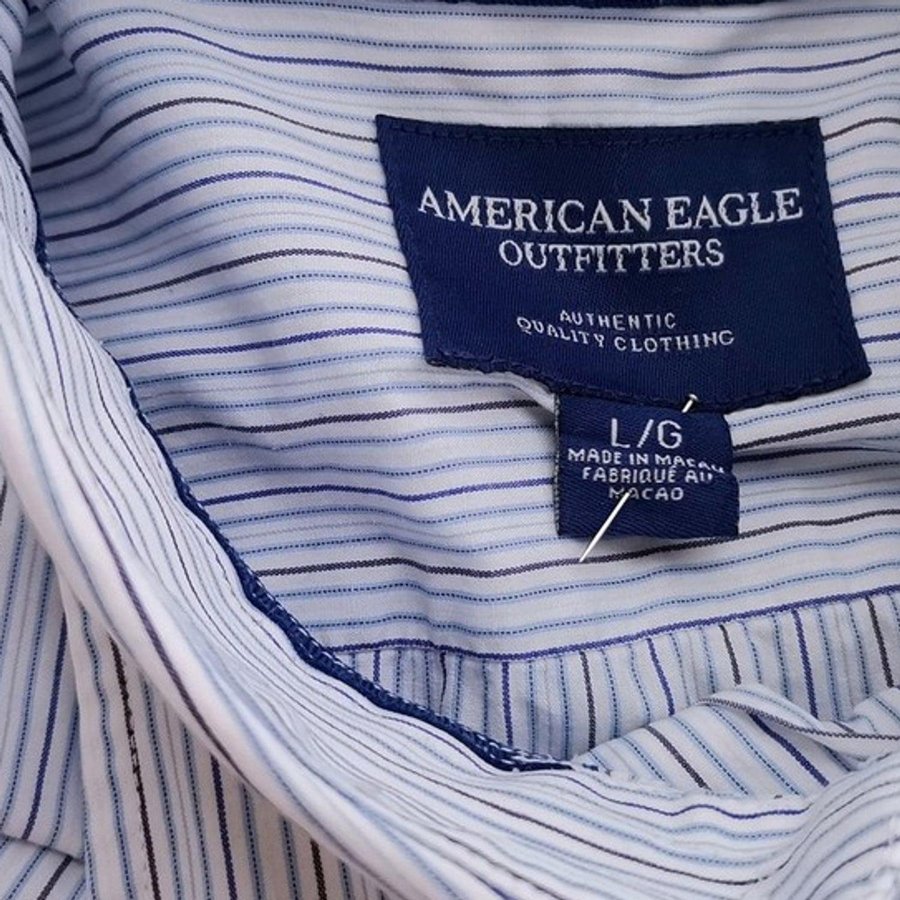 AMERICAN EAGLE
OUTFITTERS
AUTHENTIC
QUALITY CLOTHING
L/G
MADE IN MACAU
FABRIQUÉ AU
MACAO